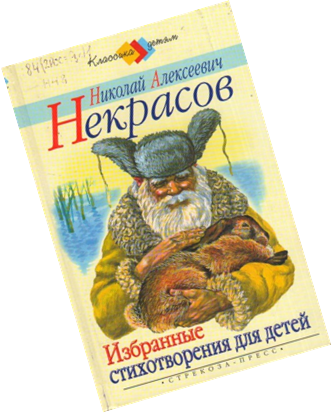 Классика детям
Николай Алексеевич
Некрасов
Избранные
стихотворения для детей
• СТРЕКОЗА-ПРЕСС •